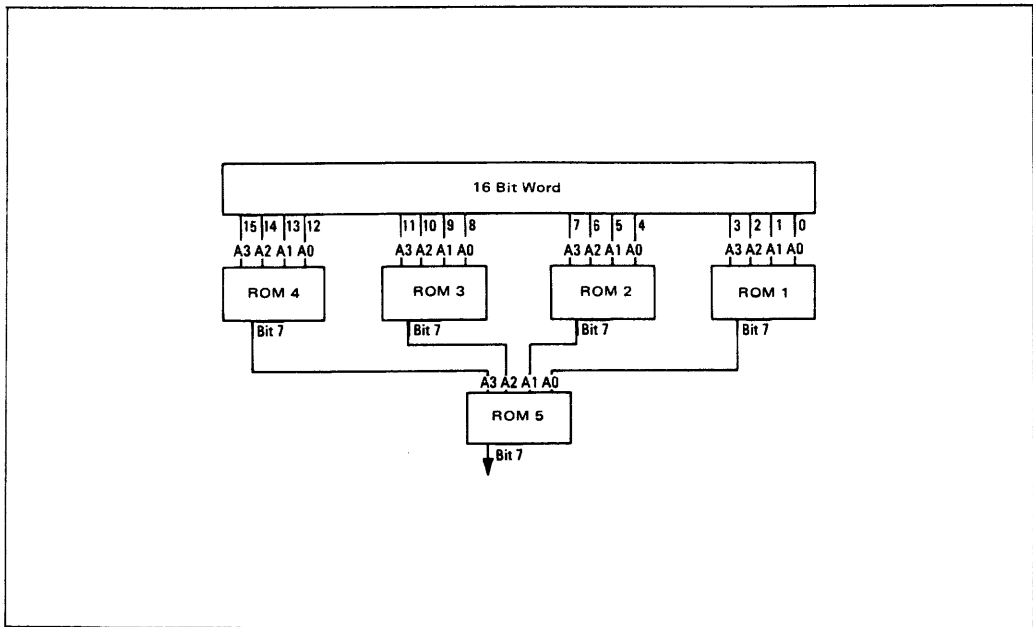 16 Bit Word
15 14 13 12 11 10 9 8 7 6 5 4 3 2 1 0
A3 A2 A1 A0 A3 A2 A1 A0 A3 A2 A1 A0 A3 A2 A1 A0
ROM 4 ROM 3 ROM 2 ROM 1
Bit 7 Bit 7 Bit 7 Bit 7
A3 A2 A1 A0
ROM 5
Bit 7